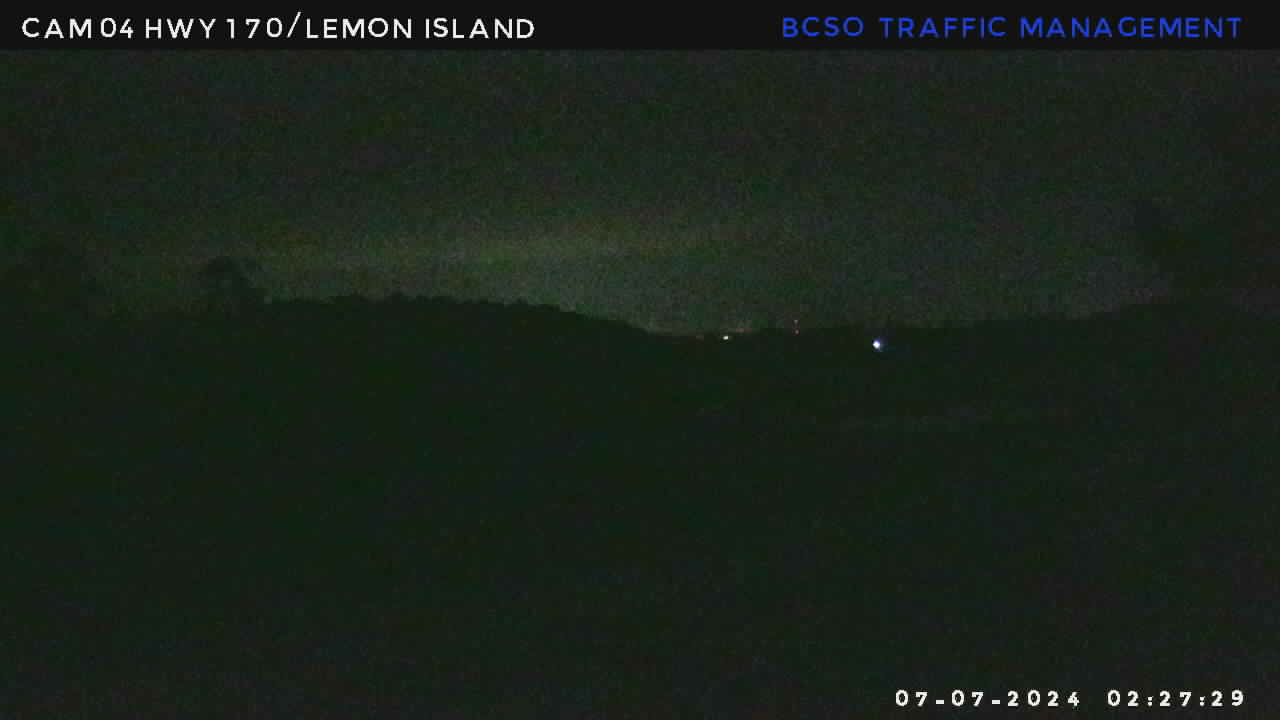 CAM04 HWY 170/LEMON ISLAND
BCSO TRAFFIC MANAGEMENT
07-07-2024 02:27:29